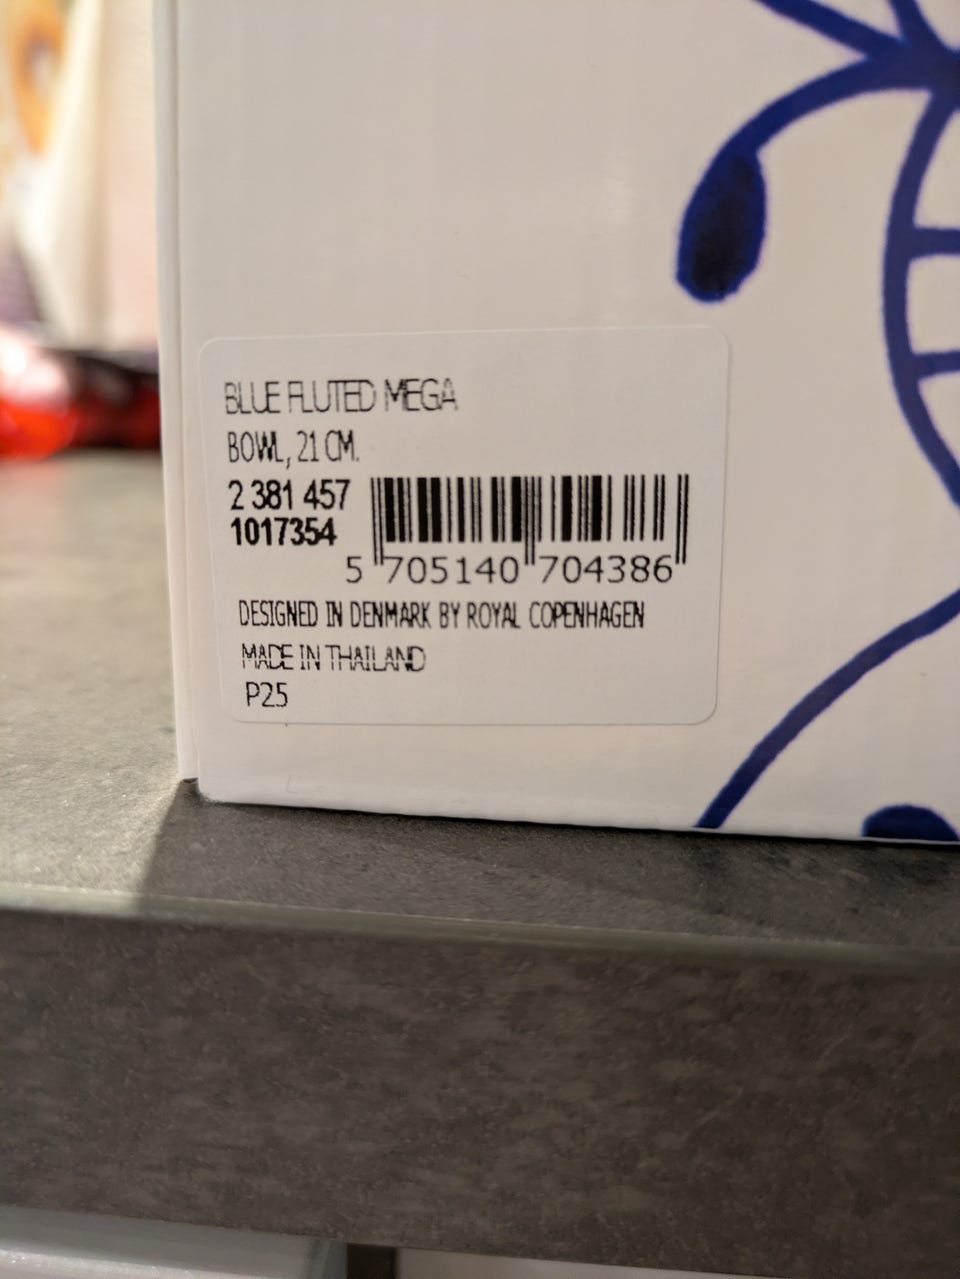 BLUE FLUTED MEGA
BOWL, 21 CM.
2 381 457
1017354
5 705140 704386
DESIGNED IN DENMARK BY ROYAL COPENHAGEN
MADE IN THAILAND
P25